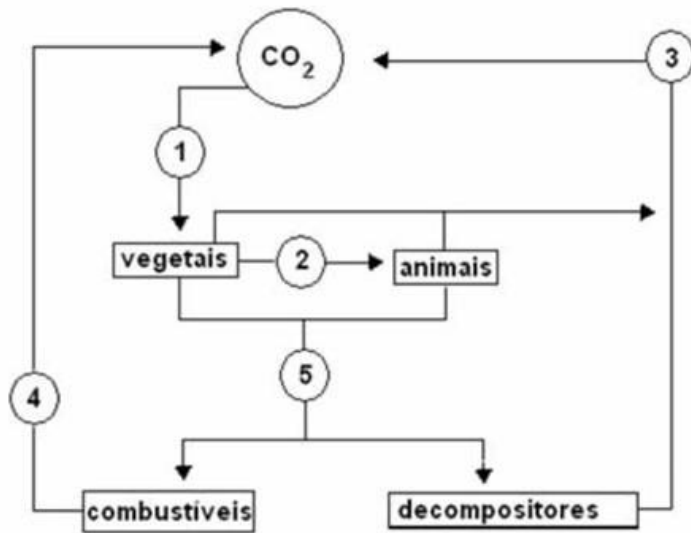 CO2
3
1
vegetais
2
animais
5
4
combustíveis
decompositores